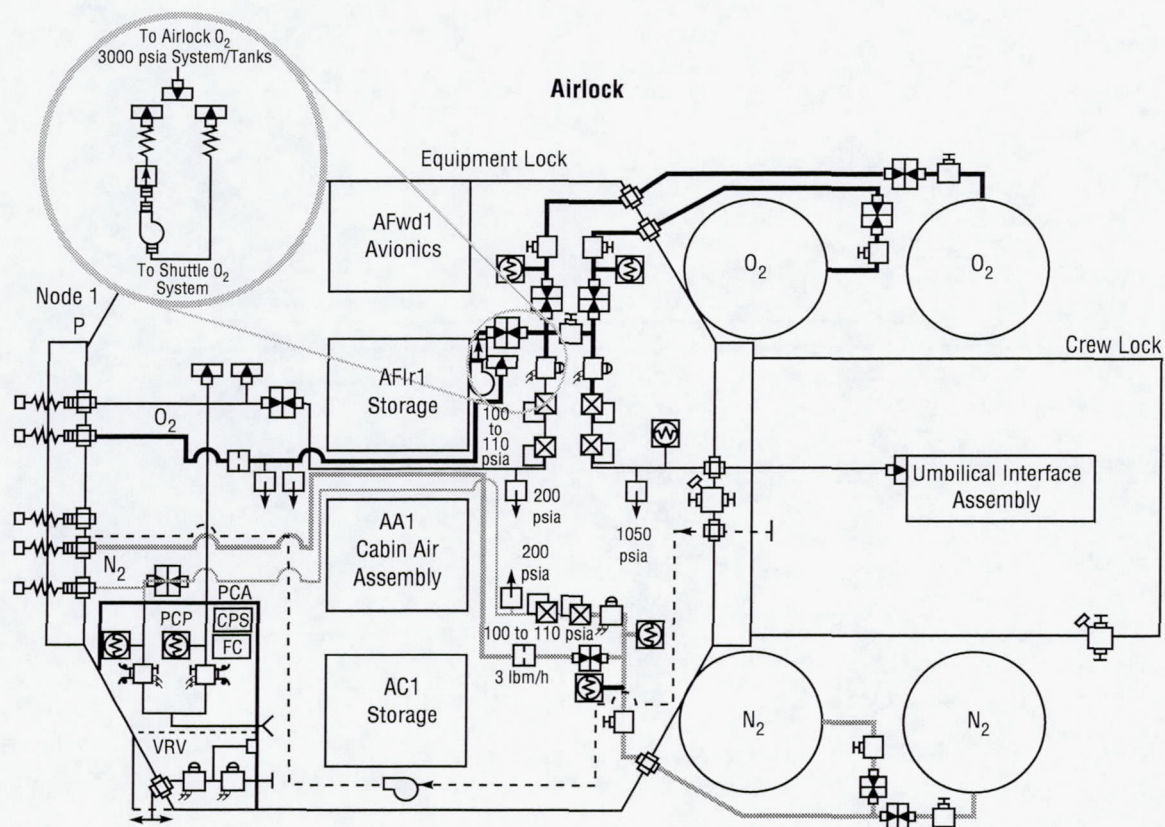 To Airlock O₂
3000 psia System/Tanks
Airlock
Equipment Lock
AFwd1
Avionics
To Shuttle O₂
System
Node 1
P
O₂
O₂
Crew Lock
AFlr1
Storage
O₂
100
to
110
psia
Umbilical Interface
Assembly
200
psia
1050
psia
AA1
Cabin Air
Assembly
200
psia
N₂
PCA
PCP
CPS
FC
100 to 110 psia
3 lbm/h
AC1
Storage
N₂
N₂
VRV